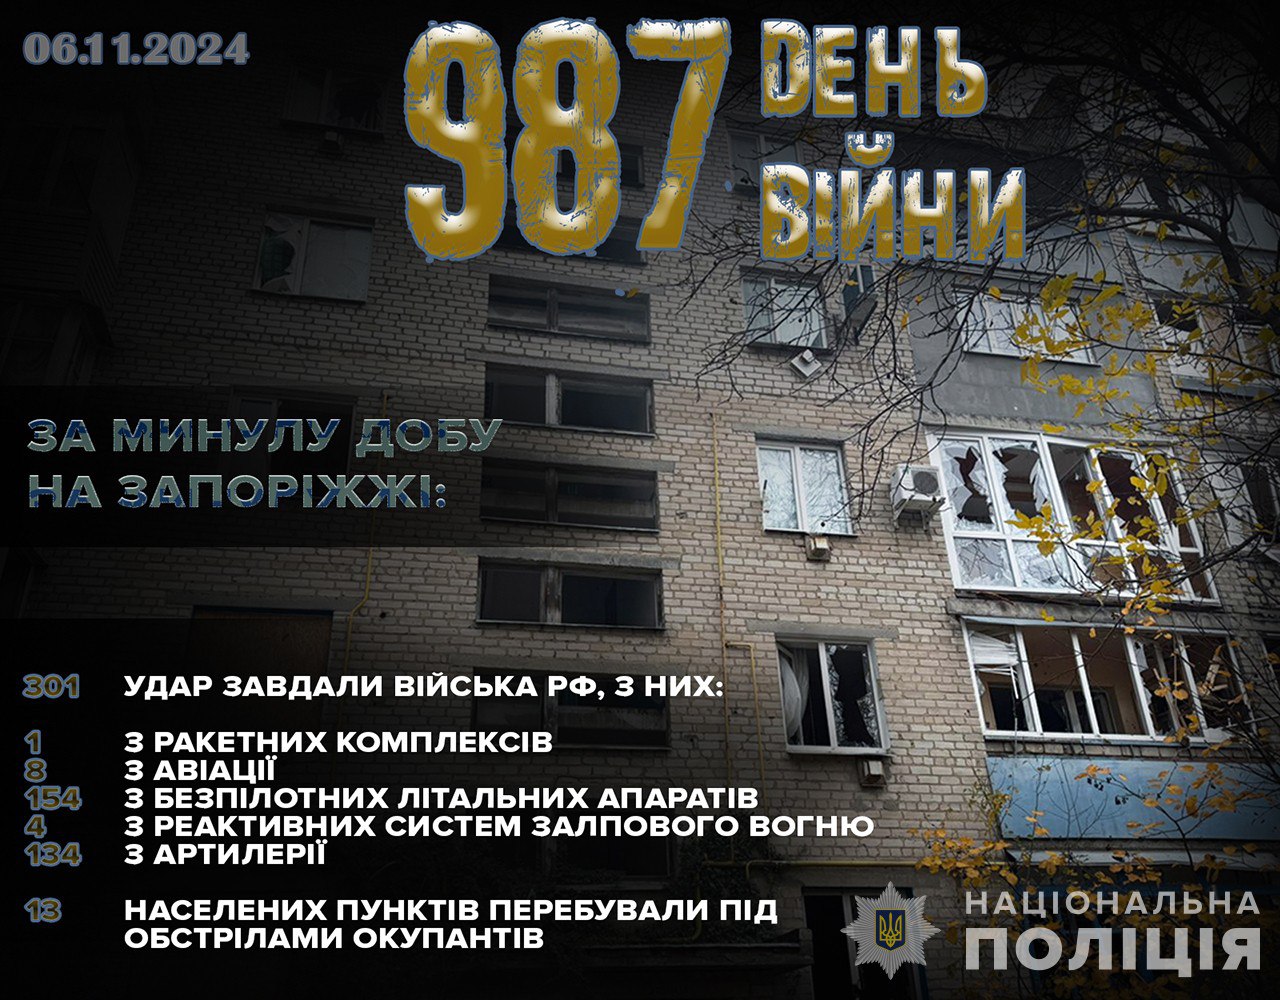 06.11.2024
987 ДЕНЬ
ВІЙНИ
ЗА МИНУЛУ ДОБУ
НА ЗАПОРІЖЖІ:
301 УДАР ЗАВДАЛИ ВІЙСЬКА РФ, З НИХ:
1 З РАКЕТНИХ КОМПЛЕКСІВ
8 З АВІАЦІЇ
154 З БЕЗПІЛОТНИХ ЛІТАЛЬНИХ АПАРАТІВ
4 З РЕАКТИВНИХ СИСТЕМ ЗАЛПОВОГО ВОГНЮ
134 З АРТИЛЕРІЇ
13 НАСЕЛЕНИХ ПУНКТІВ ПЕРЕБУВАЛИ ПІД
ОБСТРІЛАМИ ОКУПАНТІВ
НАЦІОНАЛЬНА
ПОЛІЦІЯ